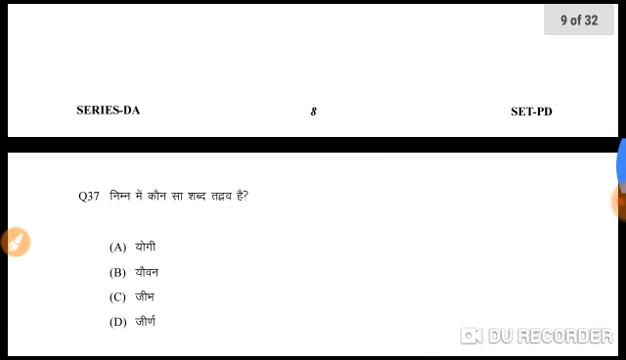 9 of 32
SERIES-DA 8 SET-PD
Q37 निम्न में कौन सा शब्द तद्भव है?
(A) योगी
(B) यौवन
(C) जीभ
(D) जीर्ण
DU RECORDER